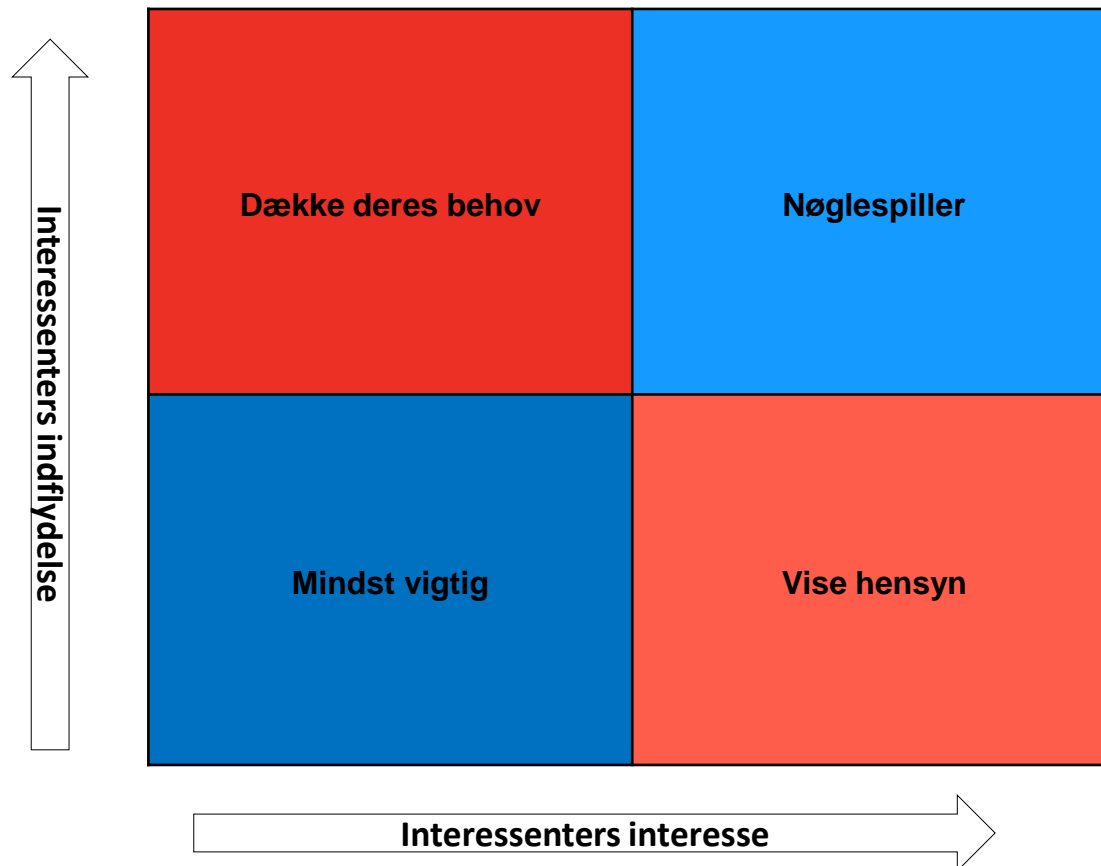 Dække deres behov
Nøglespiller
Interessenters indflydelse
Mindst vigtig
Vise hensyn
Interessenters interesse